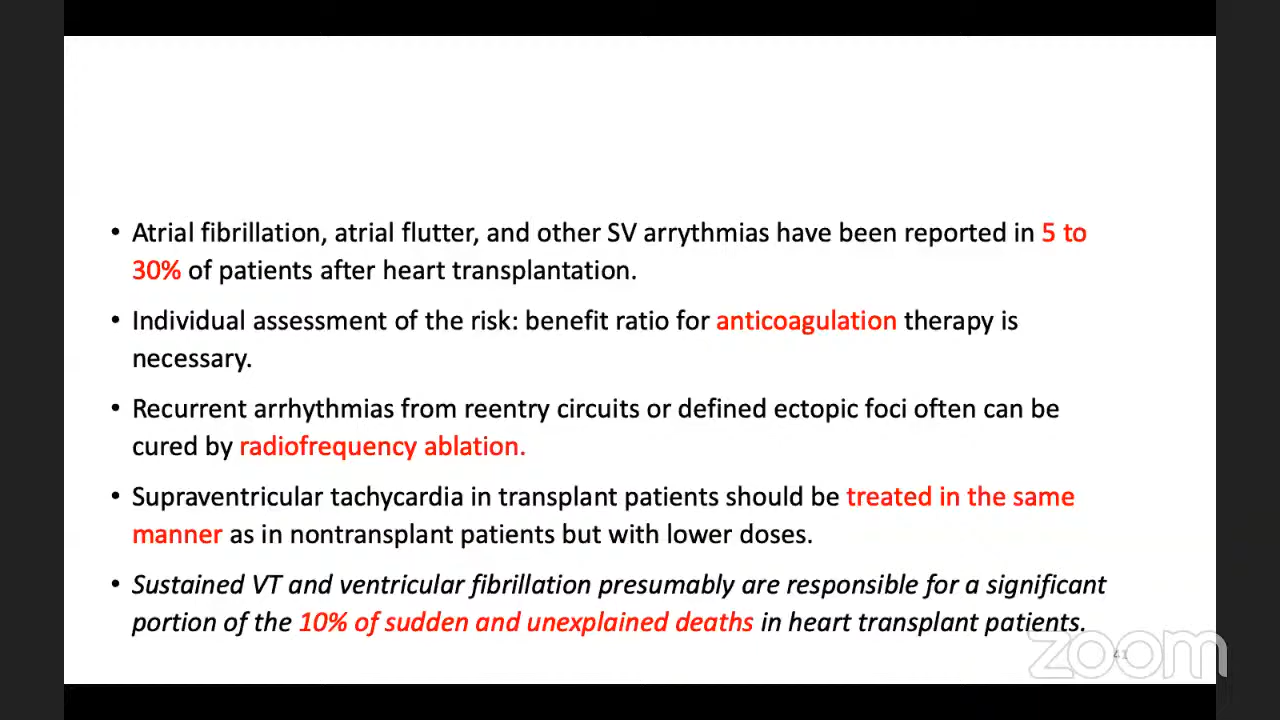 • Atrial fibrillation, atrial flutter, and other SV arrythmias have been reported in 5 to
30% of patients after heart transplantation.
• Individual assessment of the risk: benefit ratio for anticoagulation therapy is
necessary.
• Recurrent arrhythmias from reentry circuits or defined ectopic foci often can be
cured by radiofrequency ablation.
• Supraventricular tachycardia in transplant patients should be treated in the same
manner as in nontransplant patients but with lower doses.
• Sustained VT and ventricular fibrillation presumably are responsible for a significant
portion of the 10% of sudden and unexplained deaths in heart transplant patients.
41
zoom